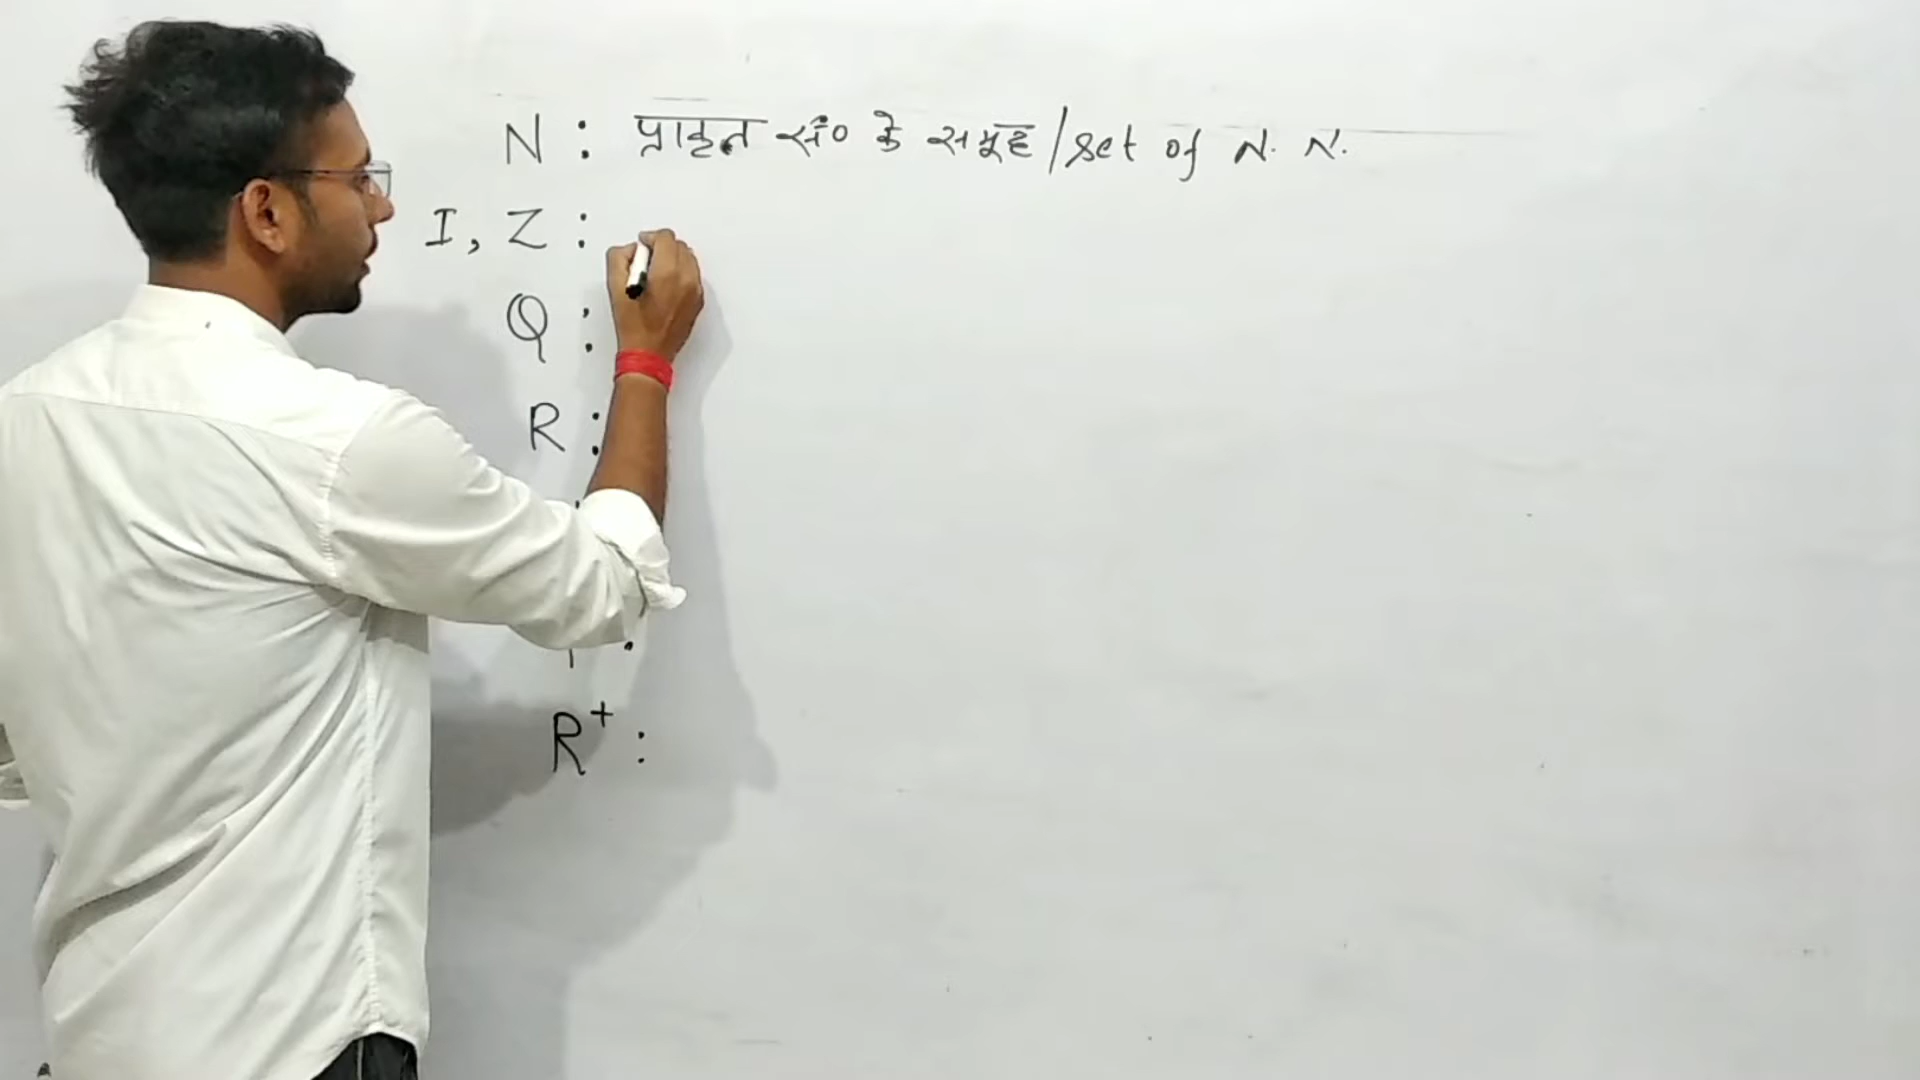 N : प्राकृत सं० के समूह / set of N. N.
I, Z :
Q :
R :
R⁺ :